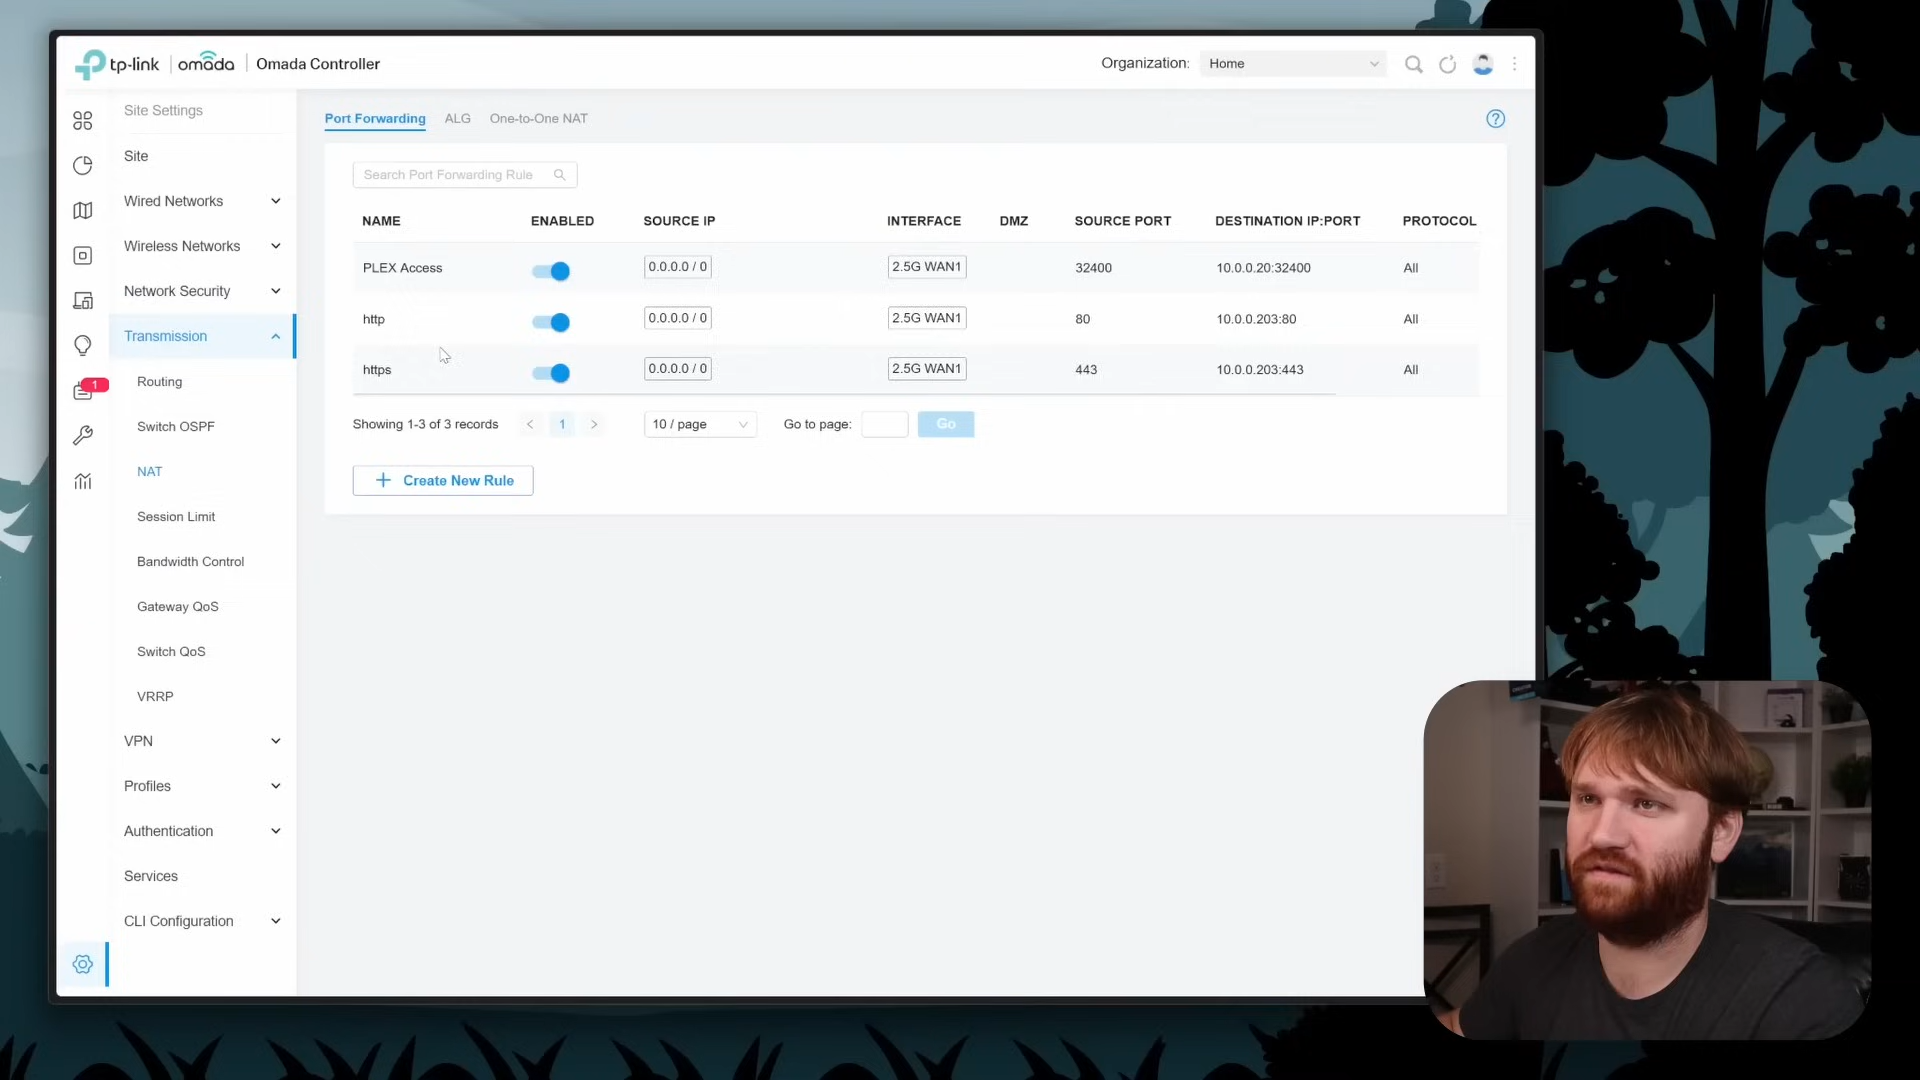 tp-link | omada | Omada Controller
Organization: Home
Site Settings
Site
Wired Networks
Wireless Networks
Network Security
Transmission
Routing
Switch OSPF
NAT
Session Limit
Bandwidth Control
Gateway QoS
Switch QoS
VRRP
VPN
Profiles
Authentication
Services
CLI Configuration
1
Port Forwarding ALG One-to-One NAT
?
Search Port Forwarding Rule
NAME ENABLED SOURCE IP INTERFACE DMZ SOURCE PORT DESTINATION IP:PORT PROTOCOL
PLEX Access 0.0.0.0 / 0 2.5G WAN1 32400 10.0.0.20:32400 All
http 0.0.0.0 / 0 2.5G WAN1 80 10.0.0.203:80 All
https 0.0.0.0 / 0 2.5G WAN1 443 10.0.0.203:443 All
Showing 1-3 of 3 records < 1 > 10 / page Go to page: Go
+ Create New Rule